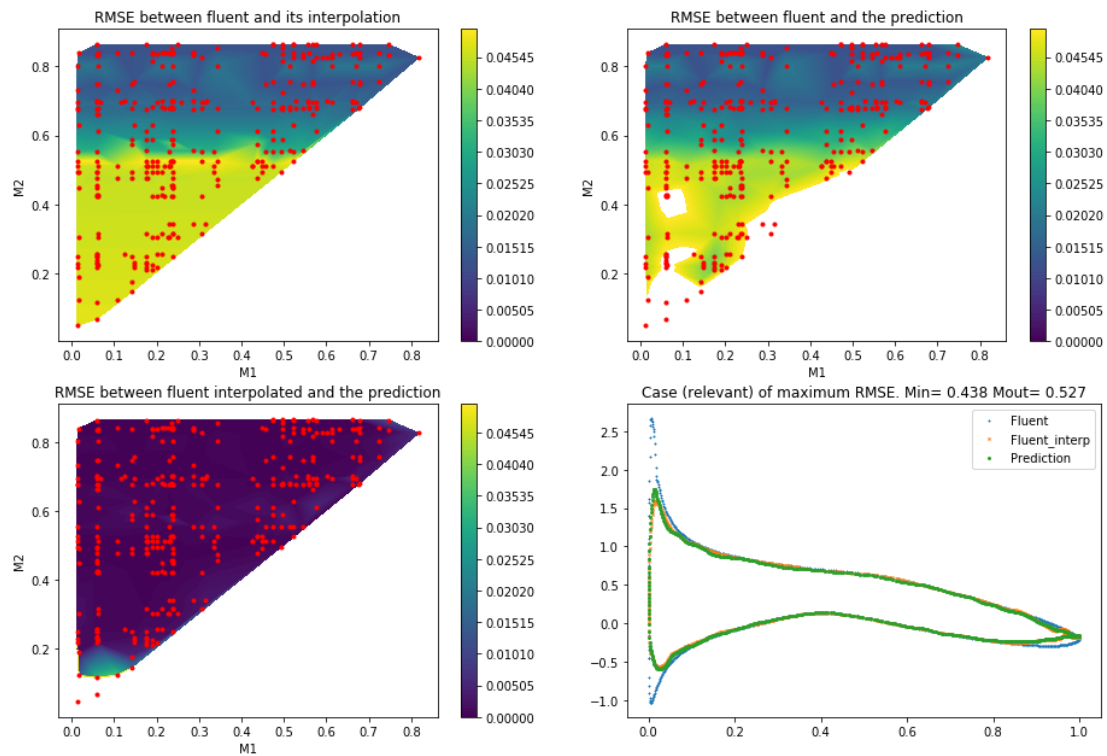 RMSE between fluent and its interpolation
M2
0.8
0.6
0.4
0.2
0.0 0.1 0.2 0.3 0.4 0.5 0.6 0.7 0.8
M1
0.04545
0.04040
0.03535
0.03030
0.02525
0.02020
0.01515
0.01010
0.00505
0.00000
RMSE between fluent and the prediction
M2
0.8
0.6
0.4
0.2
0.0 0.1 0.2 0.3 0.4 0.5 0.6 0.7 0.8
M1
0.04545
0.04040
0.03535
0.03030
0.02525
0.02020
0.01515
0.01010
0.00505
0.00000
RMSE between fluent interpolated and the prediction
M2
0.8
0.6
0.4
0.2
0.0 0.1 0.2 0.3 0.4 0.5 0.6 0.7 0.8
M1
0.04545
0.04040
0.03535
0.03030
0.02525
0.02020
0.01515
0.01010
0.00505
0.00000
Case (relevant) of maximum RMSE. Min= 0.438 Mout= 0.527
Fluent
Fluent_interp
Prediction
2.5
2.0
1.5
1.0
0.5
0.0
−0.5
−1.0
0.0 0.2 0.4 0.6 0.8 1.0